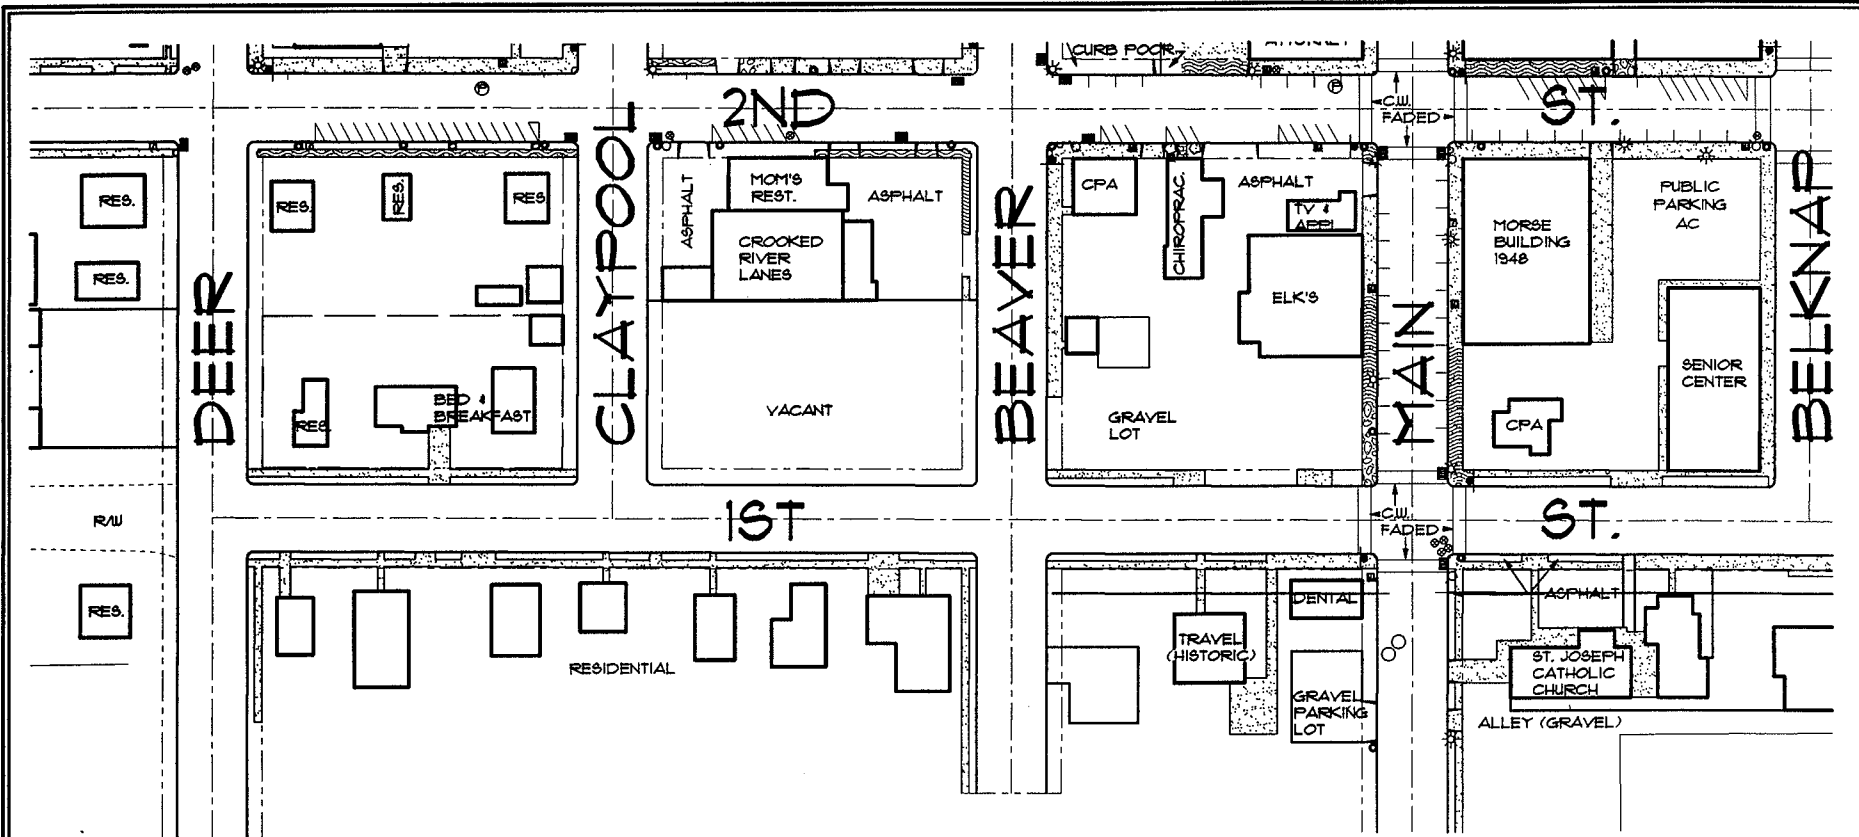 CURB POOR
2ND
ST.
C.W.
FADED
DEER
CLAYPOOL
BEAVER
MAIN
BELKNAP
RES.
RES.
RES.
RES.
RES
RES.
BED &
BREAKFAST
ASPHALT
MOM'S
REST.
ASPHALT
CROOKED
RIVER
LANES
VACANT
CPA
CHIROPRAC.
ASPHALT
TV &
APPL
ELK'S
GRAVEL
LOT
MORSE
BUILDING
1948
PUBLIC
PARKING
AC
SENIOR
CENTER
CPA
R/W
1ST
ST.
C.W.
FADED
RES.
RESIDENTIAL
DENTAL
TRAVEL
(HISTORIC)
GRAVEL
PARKING
LOT
ASPHALT
ST. JOSEPH
CATHOLIC
CHURCH
ALLEY (GRAVEL)